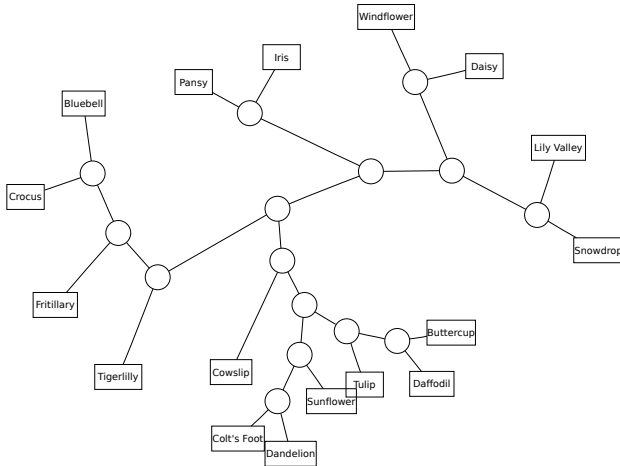 Windflower
Iris
Daisy
Pansy
Bluebell
Lily Valley
Crocus
Snowdrop
Fritillary
Buttercup
Cowslip
Tigerlilly
Daffodil
Tulip
Sunflower
Colt's Foot
Dandelion